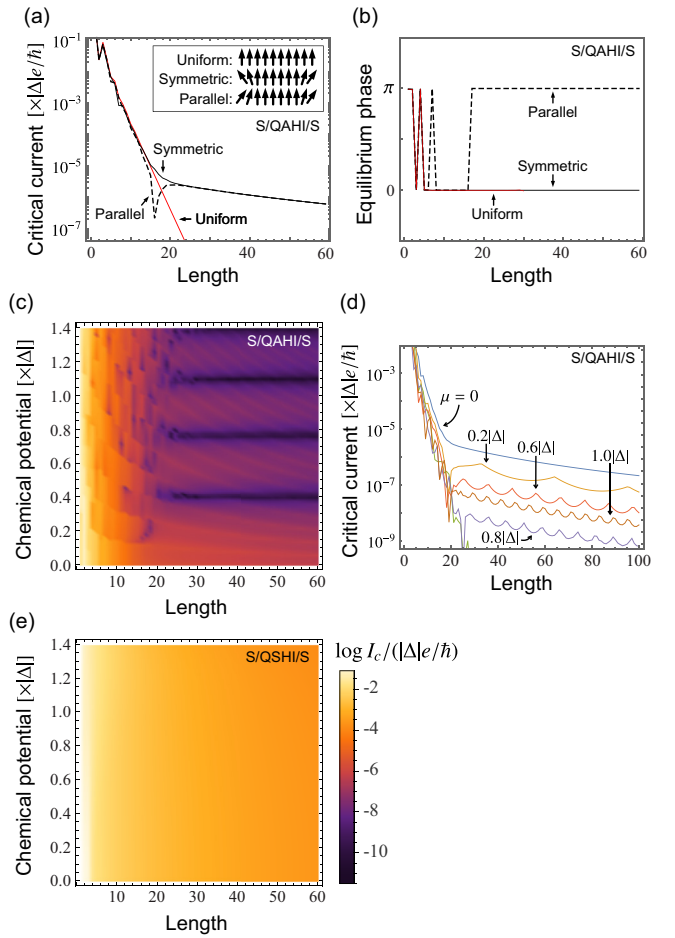 (a)
Critical current [×|Δ|e/ħ]
10⁻¹
10⁻³
10⁻⁵
10⁻⁷
Uniform:
Symmetric:
Parallel:
S/QAHI/S
Symmetric
Parallel
Uniform
0 20 40 60
Length
(b)
S/QAHI/S
Equilibrium phase
π
0
Parallel
Symmetric
Uniform
0 10 20 30 40 50 60
Length
(c)
S/QAHI/S
Chemical potential [×|Δ|]
1.4
1.2
1.0
0.8
0.6
0.4
0.2
0.0
10 20 30 40 50 60
Length
(d)
S/QAHI/S
Critical current [×|Δ|e/ħ]
10⁻³
10⁻⁵
10⁻⁷
10⁻⁹
μ = 0
0.2|Δ|
0.6|Δ|
1.0|Δ|
0.8|Δ|
0 20 40 60 80 100
Length
(e)
S/QSHI/S
Chemical potential [×|Δ|]
1.4
1.2
1.0
0.8
0.6
0.4
0.2
0.0
10 20 30 40 50 60
Length
log I_c/(|Δ|e/ħ)
-2
-4
-6
-8
-10